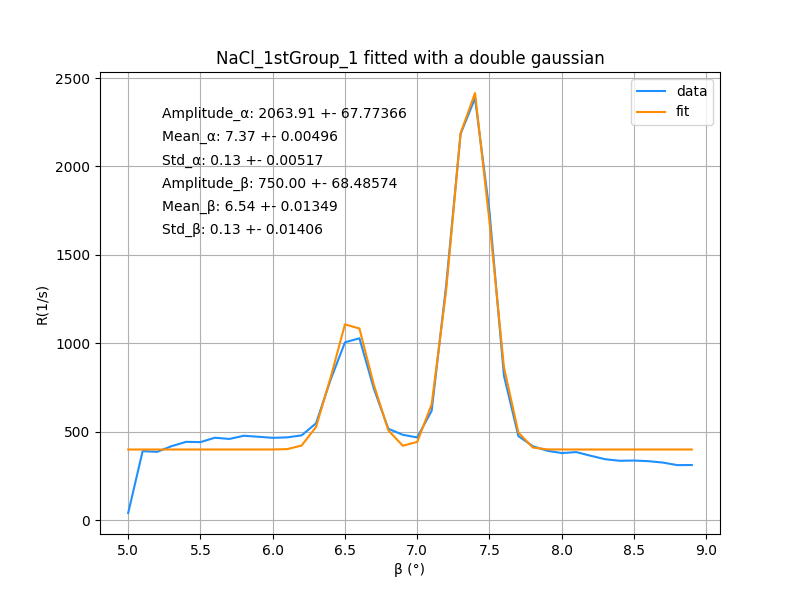 NaCl_1stGroup_1 fitted with a double gaussian
2500
2000
1500
1000
500
0
R(1/s)
Amplitude_α: 2063.91 +- 67.77366
Mean_α: 7.37 +- 0.00496
Std_α: 0.13 +- 0.00517
Amplitude_β: 750.00 +- 68.48574
Mean_β: 6.54 +- 0.01349
Std_β: 0.13 +- 0.01406
data
fit
5.0 5.5 6.0 6.5 7.0 7.5 8.0 8.5 9.0
β (°)